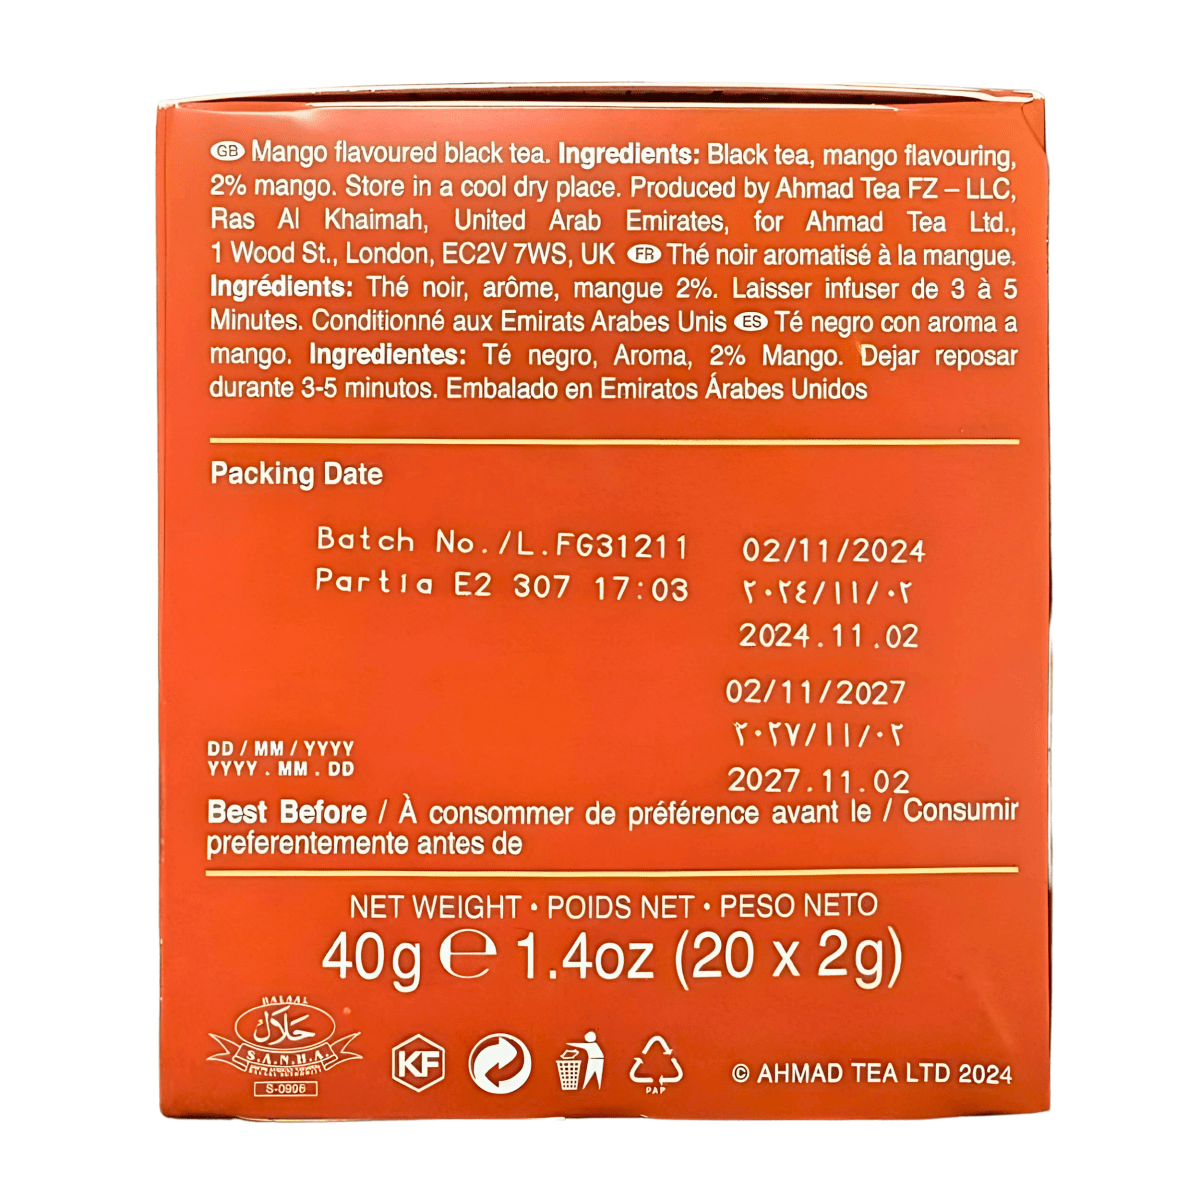 GB Mango flavoured black tea. Ingredients: Black tea, mango flavouring,
2% mango. Store in a cool dry place. Produced by Ahmad Tea FZ – LLC,
Ras Al Khaimah, United Arab Emirates, for Ahmad Tea Ltd.,
1 Wood St., London, EC2V 7WS, UK FR Thé noir aromatisé à la mangue.
Ingrédients: Thé noir, arôme, mangue 2%. Laisser infuser de 3 à 5
Minutes. Conditionné aux Emirats Arabes Unis ES Té negro con aroma a
mango. Ingredientes: Té negro, Aroma, 2% Mango. Dejar reposar
durante 3-5 minutos. Embalado en Emiratos Árabes Unidos
Packing Date
Batch No./L.FG31211 02/11/2024
Partia E2 307 17:03 ٢٠٢٤/١١/٠٢
2024.11.02
02/11/2027
٢٠٢٧/١١/٠٢
DD / MM / YYYY
YYYY . MM . DD 2027.11.02
Best Before / À consommer de préférence avant le / Consumir
preferentemente antes de
NET WEIGHT • POIDS NET • PESO NETO
40g ℮ 1.4oz (20 x 2g)
HALAAL
حلال
S.A.N.H.A.
S-0996
KF
PAP
© AHMAD TEA LTD 2024